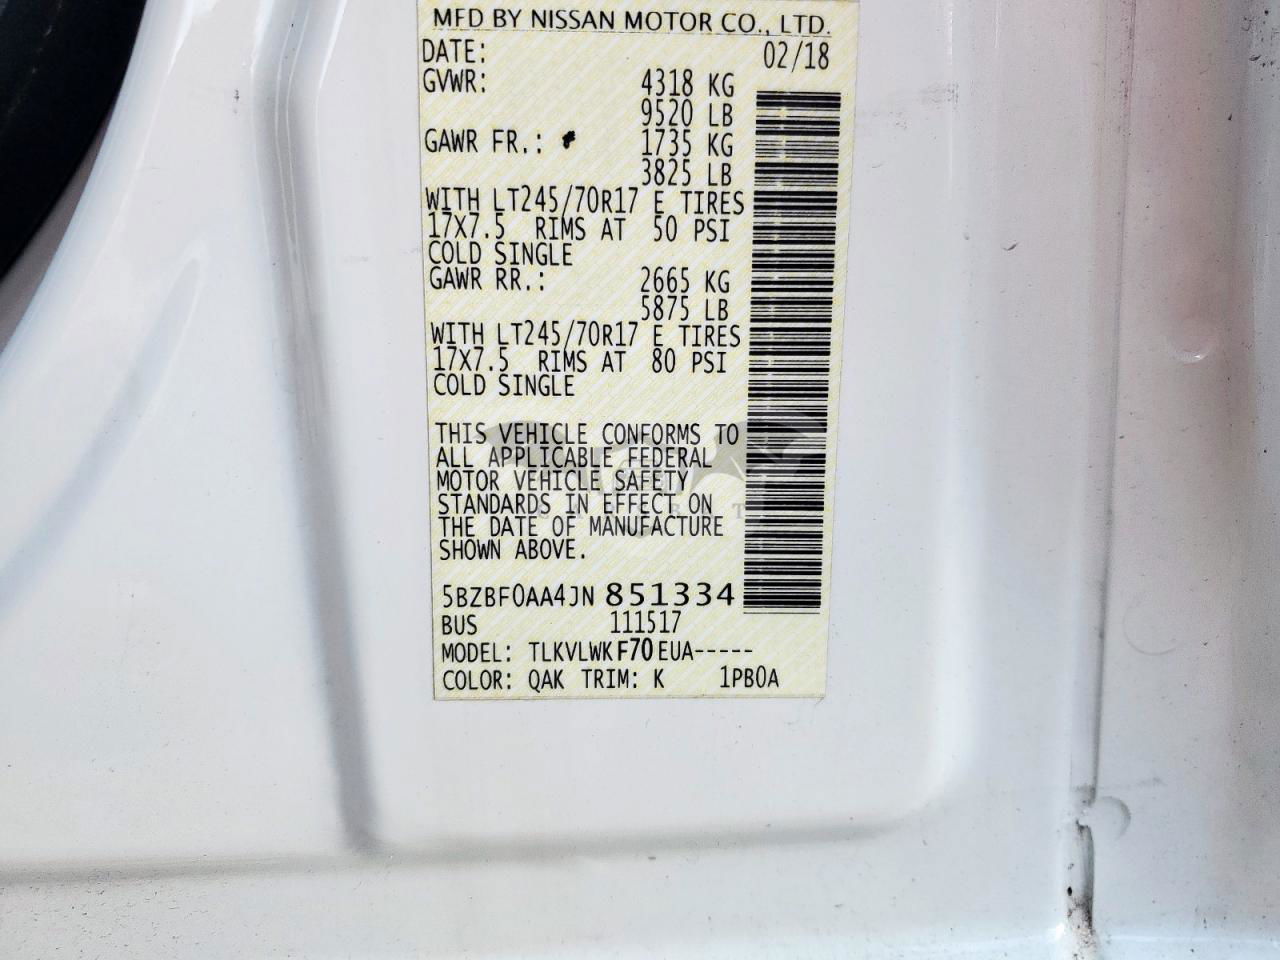 MFD BY NISSAN MOTOR CO., LTD.
DATE: 02/18
GVWR: 4318 KG
9520 LB
GAWR FR.: 1735 KG
3825 LB
WITH LT245/70R17 E TIRES
17X7.5 RIMS AT 50 PSI
COLD SINGLE
GAWR RR.: 2665 KG
5875 LB
WITH LT245/70R17 E TIRES
17X7.5 RIMS AT 80 PSI
COLD SINGLE
THIS VEHICLE CONFORMS TO
ALL APPLICABLE FEDERAL
MOTOR VEHICLE SAFETY
STANDARDS IN EFFECT ON
THE DATE OF MANUFACTURE
SHOWN ABOVE.
5BZBF0AA4JN 851334
BUS 111517
MODEL: TLKVLWK F70 EUA-----
COLOR: QAK TRIM: K 1PB0A